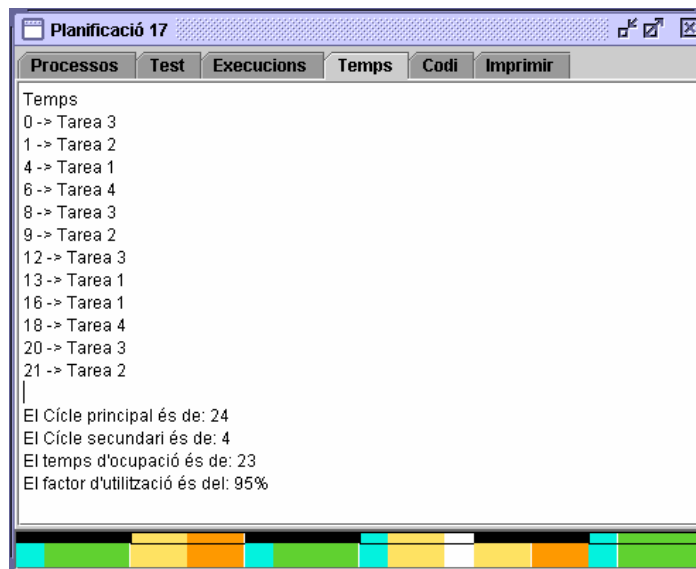 Planificació 17
Processos Test Execucions Temps Codi Imprimir
Temps
0 -> Tarea 3
1 -> Tarea 2
4 -> Tarea 1
6 -> Tarea 4
8 -> Tarea 3
9 -> Tarea 2
12 -> Tarea 3
13 -> Tarea 1
16 -> Tarea 1
18 -> Tarea 4
20 -> Tarea 3
21 -> Tarea 2
El Cícle principal és de: 24
El Cícle secundari és de: 4
El temps d'ocupació és de: 23
El factor d'utilització és del: 95%